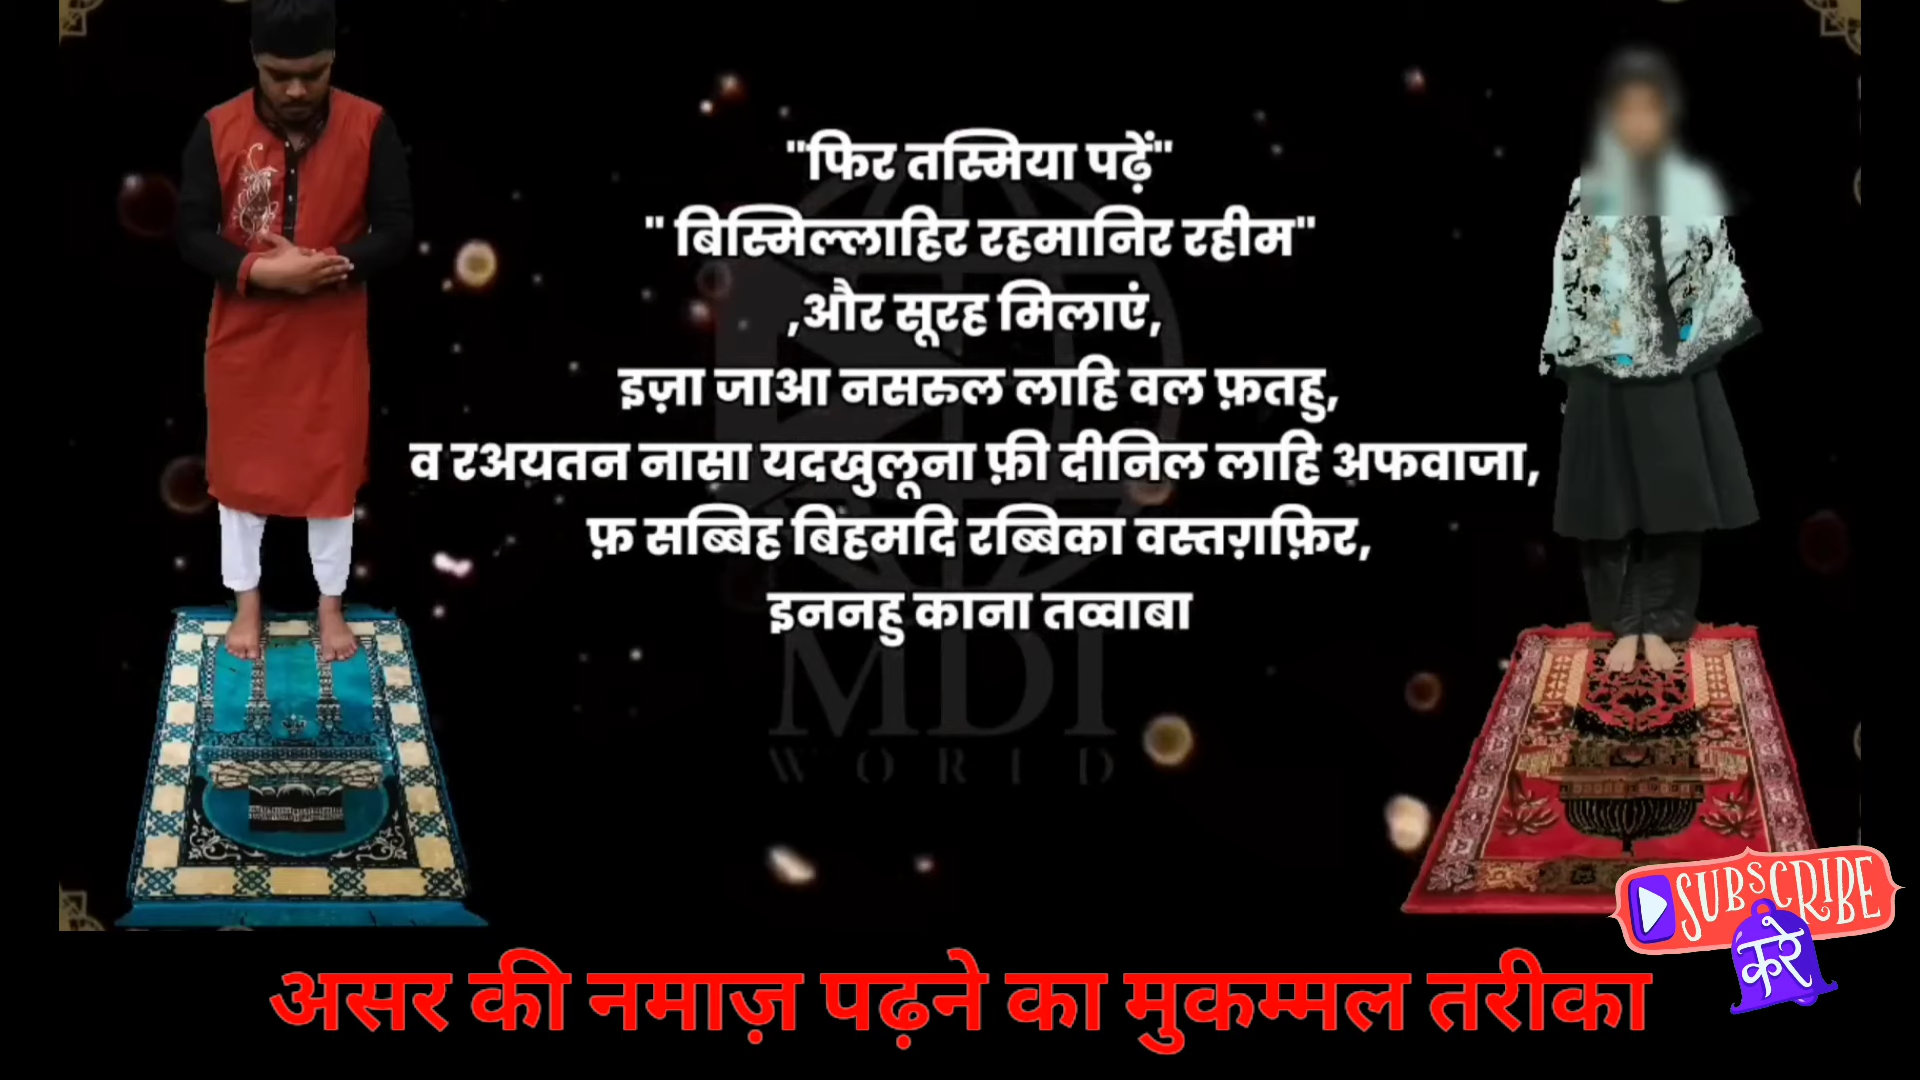 "फिर तस्मिया पढ़ें"
" बिस्मिल्लाहिर रहमानिर रहीम"
,और सूरह मिलाएं,
इज़ा जाआ नसरुल लाहि वल फ़तहु,
व रअयतन नासा यदखुलूना फ़ी दीनिल लाहि अफवाजा,
फ़ सब्बिह बिहमदि रब्बिका वस्तग़फ़िर,
इननहु काना तव्वाबा
MDI
WORLD
SUBSCRIBE
करे
असर की नमाज़ पढ़ने का मुकम्मल तरीका